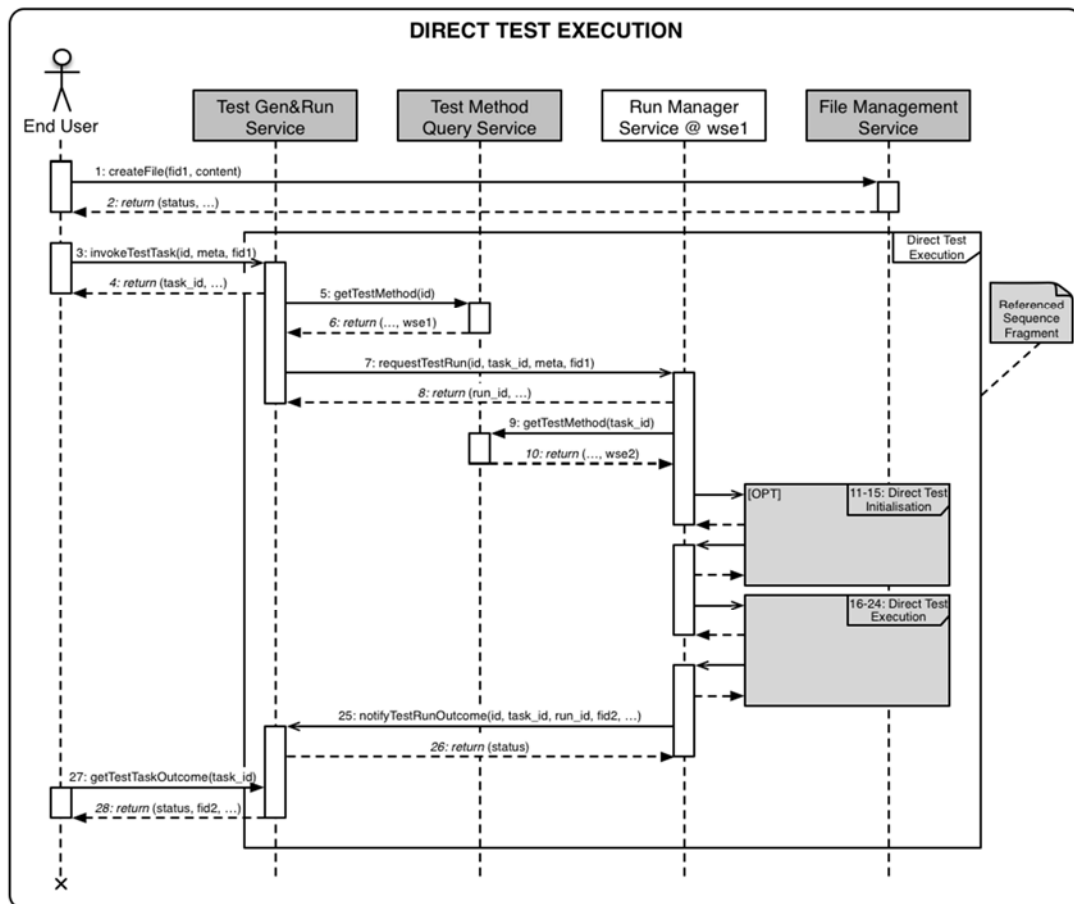 DIRECT TEST EXECUTION
End User
Test Gen&Run
Service
Test Method
Query Service
Run Manager
Service @ wse1
File Management
Service
1: createFile(fid1, content)
2: return (status, ...)
Direct Test
Execution
3: invokeTestTask(id, meta, fid1)
4: return (task_id, ...)
5: getTestMethod(id)
6: return (..., wse1)
Referenced
Sequence
Fragment
7: requestTestRun(id, task_id, meta, fid1)
8: return (run_id, ...)
9: getTestMethod(task_id)
10: return (..., wse2)
[OPT]
11-15: Direct Test
Initialisation
16-24: Direct Test
Execution
25: notifyTestRunOutcome(id, task_id, run_id, fid2, ...)
26: return (status)
27: getTestTaskOutcome(task_id)
28: return (status, fid2, ...)